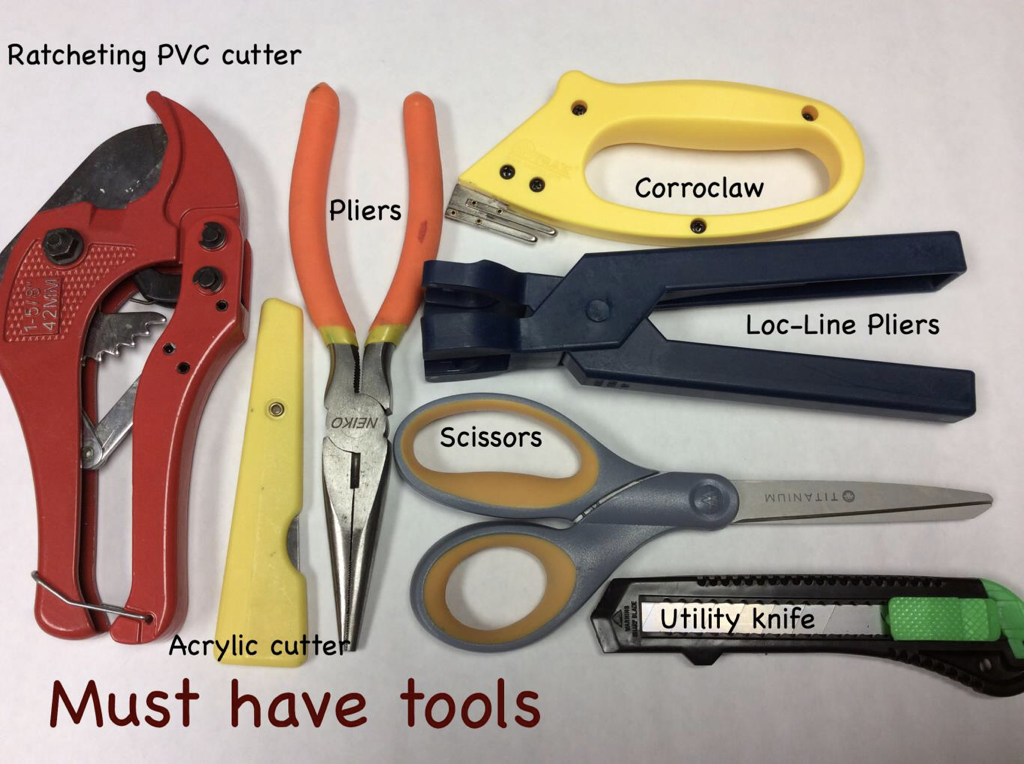 Ratcheting PVC cutter
Pliers
Corroclaw
1-5/8"
42MM
Loc-Line Pliers
NEIKO
Scissors
TITANIUM
Utility knife
Acrylic cutter
Must have tools